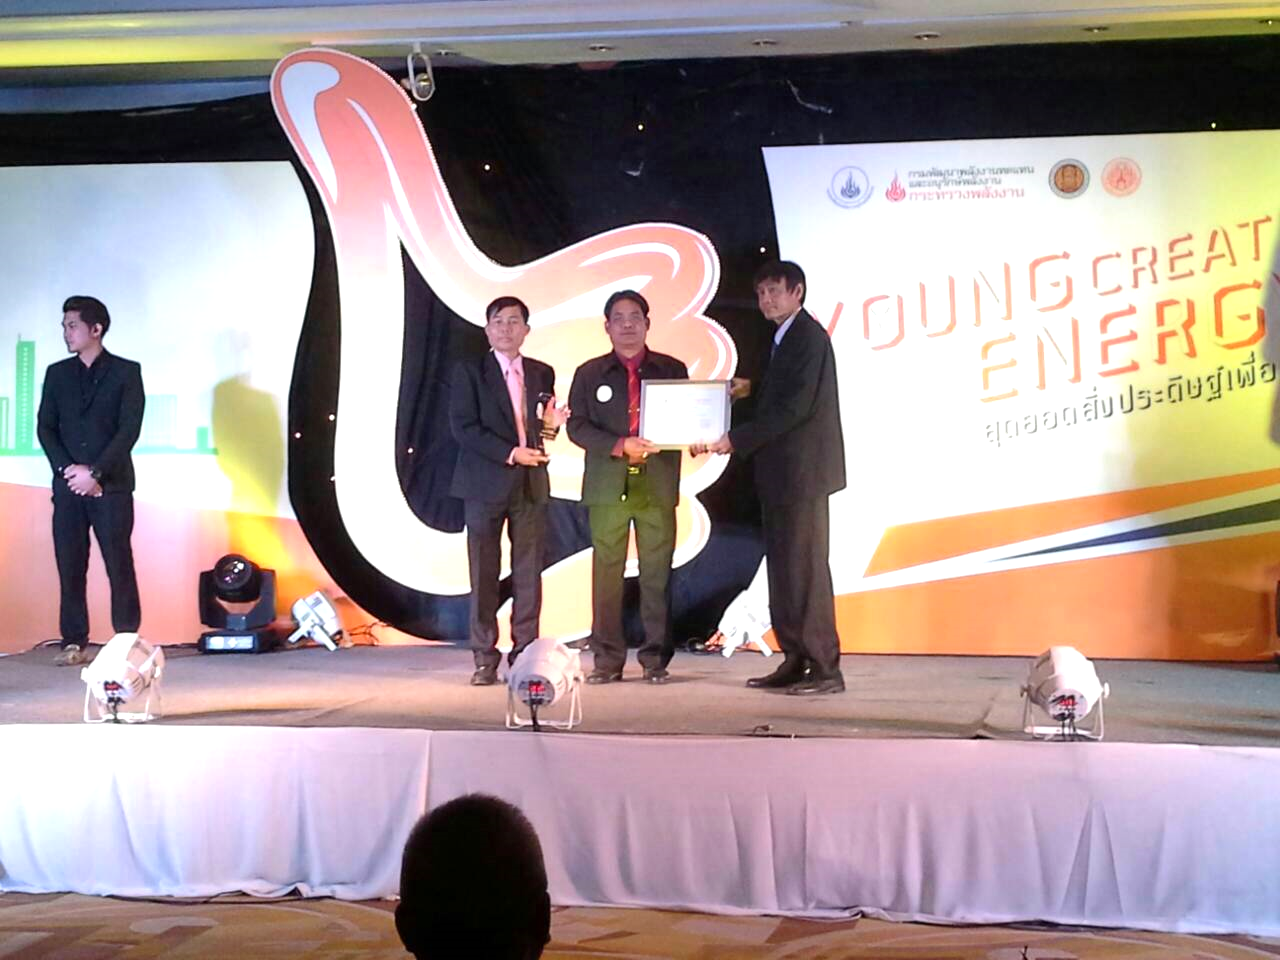 กรมพัฒนาพลังงานทดแทน
และอนุรักษ์พลังงาน
กระทรวงพลังงาน
YOUNG CREAT
ENERG
สุดยอดสิ่งประดิษฐ์เพื่อ